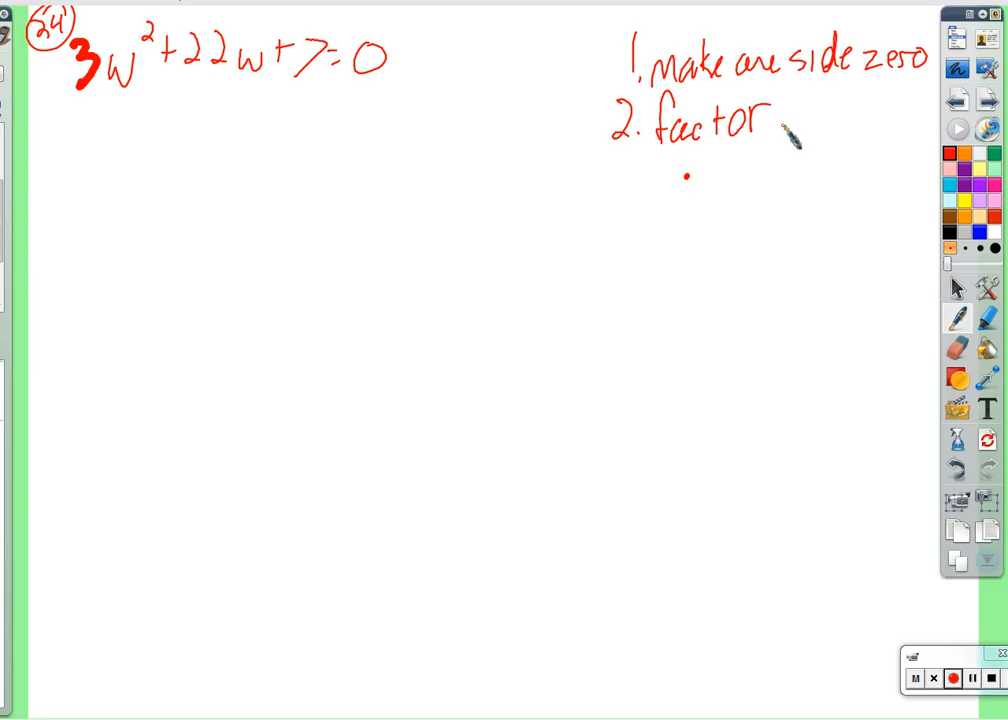 24
3w²+22w+7=0
1. make one side zero
2. factor
T
M